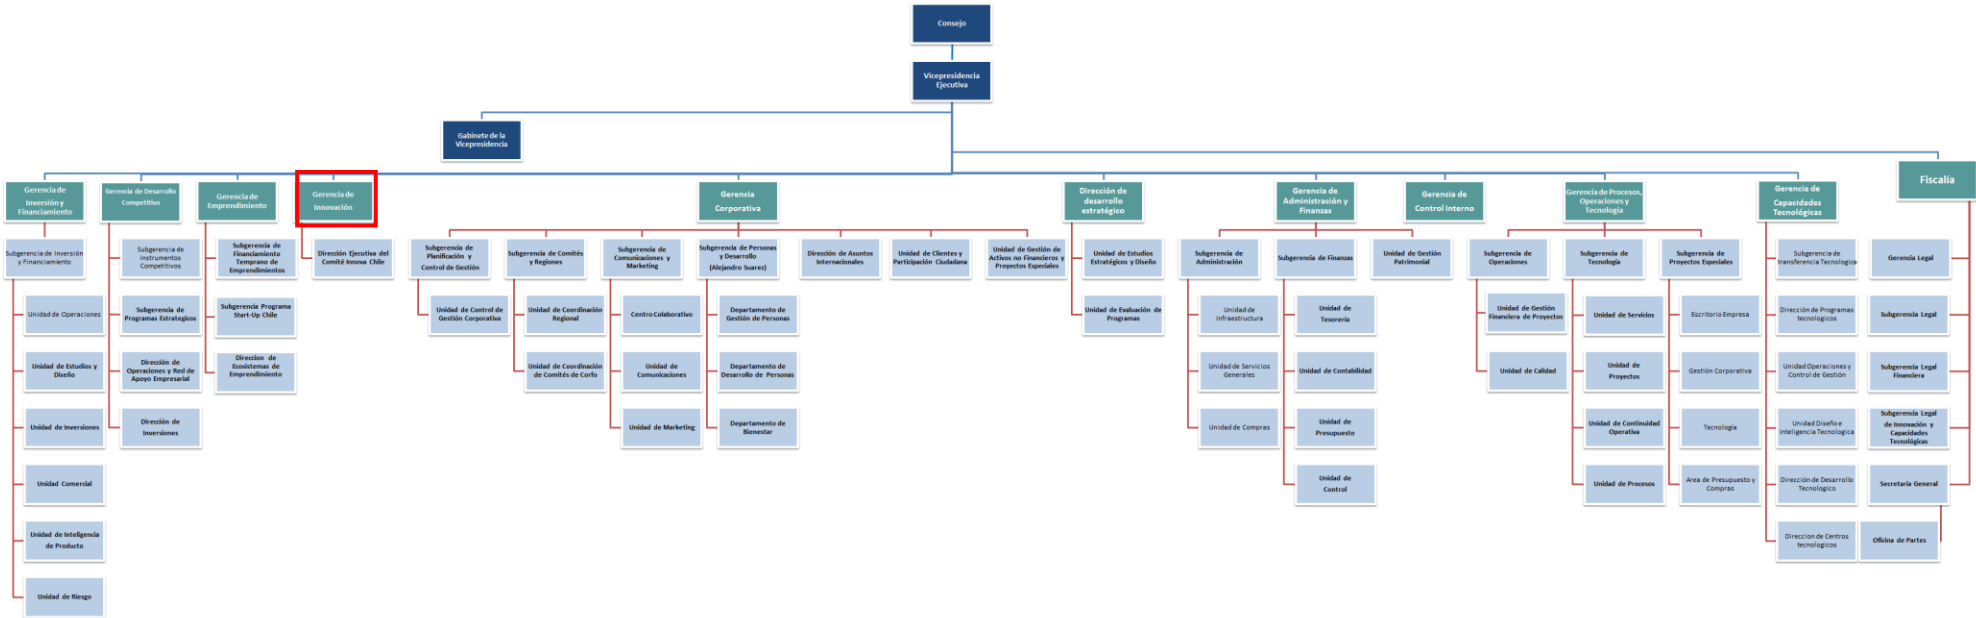 Consejo
Vicepresidencia
Ejecutiva
Gabinete de la
Vicepresidencia
Gerencia de
Inversión y
Financiamiento
Gerencia de Desarrollo
Competitivo
Gerencia de
Emprendimiento
Gerencia de
Innovación
Gerencia
Corporativa
Dirección de
desarrollo
estratégico
Gerencia de
Administración y
Finanzas
Gerencia de
Control Interno
Gerencia de Procesos,
Operaciones y
Tecnología
Gerencia de
Capacidades
Tecnológicas
Fiscalía
Subgerencia de Inversión
y Financiamiento
Unidad de Operaciones
Unidad de Estudios y
Diseño
Unidad de Inversiones
Unidad Comercial
Unidad de Inteligencia
de Producto
Unidad de Riesgo
Subgerencia de
Instrumentos
Competitivos
Subgerencia de
Programas Estrategicos
Dirección de
Operaciones y Red de
Apoyo Empresarial
Dirección de
Inversiones
Subgerencia de
Financiamiento
Temprano de
Emprendimientos
Subgerencia Programa
Start-Up Chile
Direccion de
Ecosistemas de
Emprendimiento
Dirección Ejecutiva del
Comité Innova Chile
Subgerencia de
Planificación y
Control de Gestión
Unidad de Control de
Gestión Corporativa
Subgerencia de Comités
y Regiones
Unidad de Coordinación
Regional
Unidad de Coordinación
de Comités de Corfo
Subgerencia de
Comunicaciones y
Marketing
Centro Colaborativo
Unidad de
Comunicaciones
Unidad de Marketing
Subgerencia de Personas
y Desarrollo
(Alejandro Suarez)
Departamento de
Gestión de Personas
Departamento de
Desarrollo de Personas
Departamento de
Bienestar
Dirección de Asuntos
Internacionales
Unidad de Clientes y
Participación Ciudadana
Unidad de Gestión de
Activos no Financieros y
Proyectos Especiales
Unidad de Estudios
Estratégicos y Diseño
Unidad de Evaluación de
Programas
Subgerencia de
Administración
Unidad de
Infraestructura
Unidad de Servicios
Generales
Unidad de Compras
Subgerencia de Finanzas
Unidad de
Tesorería
Unidad de Contabilidad
Unidad de
Presupuesto
Unidad de
Control
Unidad de Gestión
Patrimonial
Subgerencia de
Operaciones
Unidad de Gestión
Financiera de Proyectos
Unidad de Calidad
Subgerencia de
Tecnología
Unidad de Servicios
Unidad de
Proyectos
Unidad de Continuidad
Operativa
Unidad de Procesos
Subgerencia de
Proyectos Especiales
Escritorio Empresa
Gestión Corporativa
Tecnología
Area de Presupuesto y
Compras
Subgerencia de
transferencia Tecnologica
Dirección de Programas
tecnologicos
Unidad Operaciones y
Control de Gestión
Unidad Diseño e
Inteligencia Tecnologica
Dirección de Desarrollo
Tecnologico
Direccion de Centros
tecnologicos
Gerencia Legal
Subgerencia Legal
Subgerencia Legal
Financiera
Subgerencia Legal
de Innovación y
Capacidades
Tecnológicas
Secretaría General
Oficina de Partes